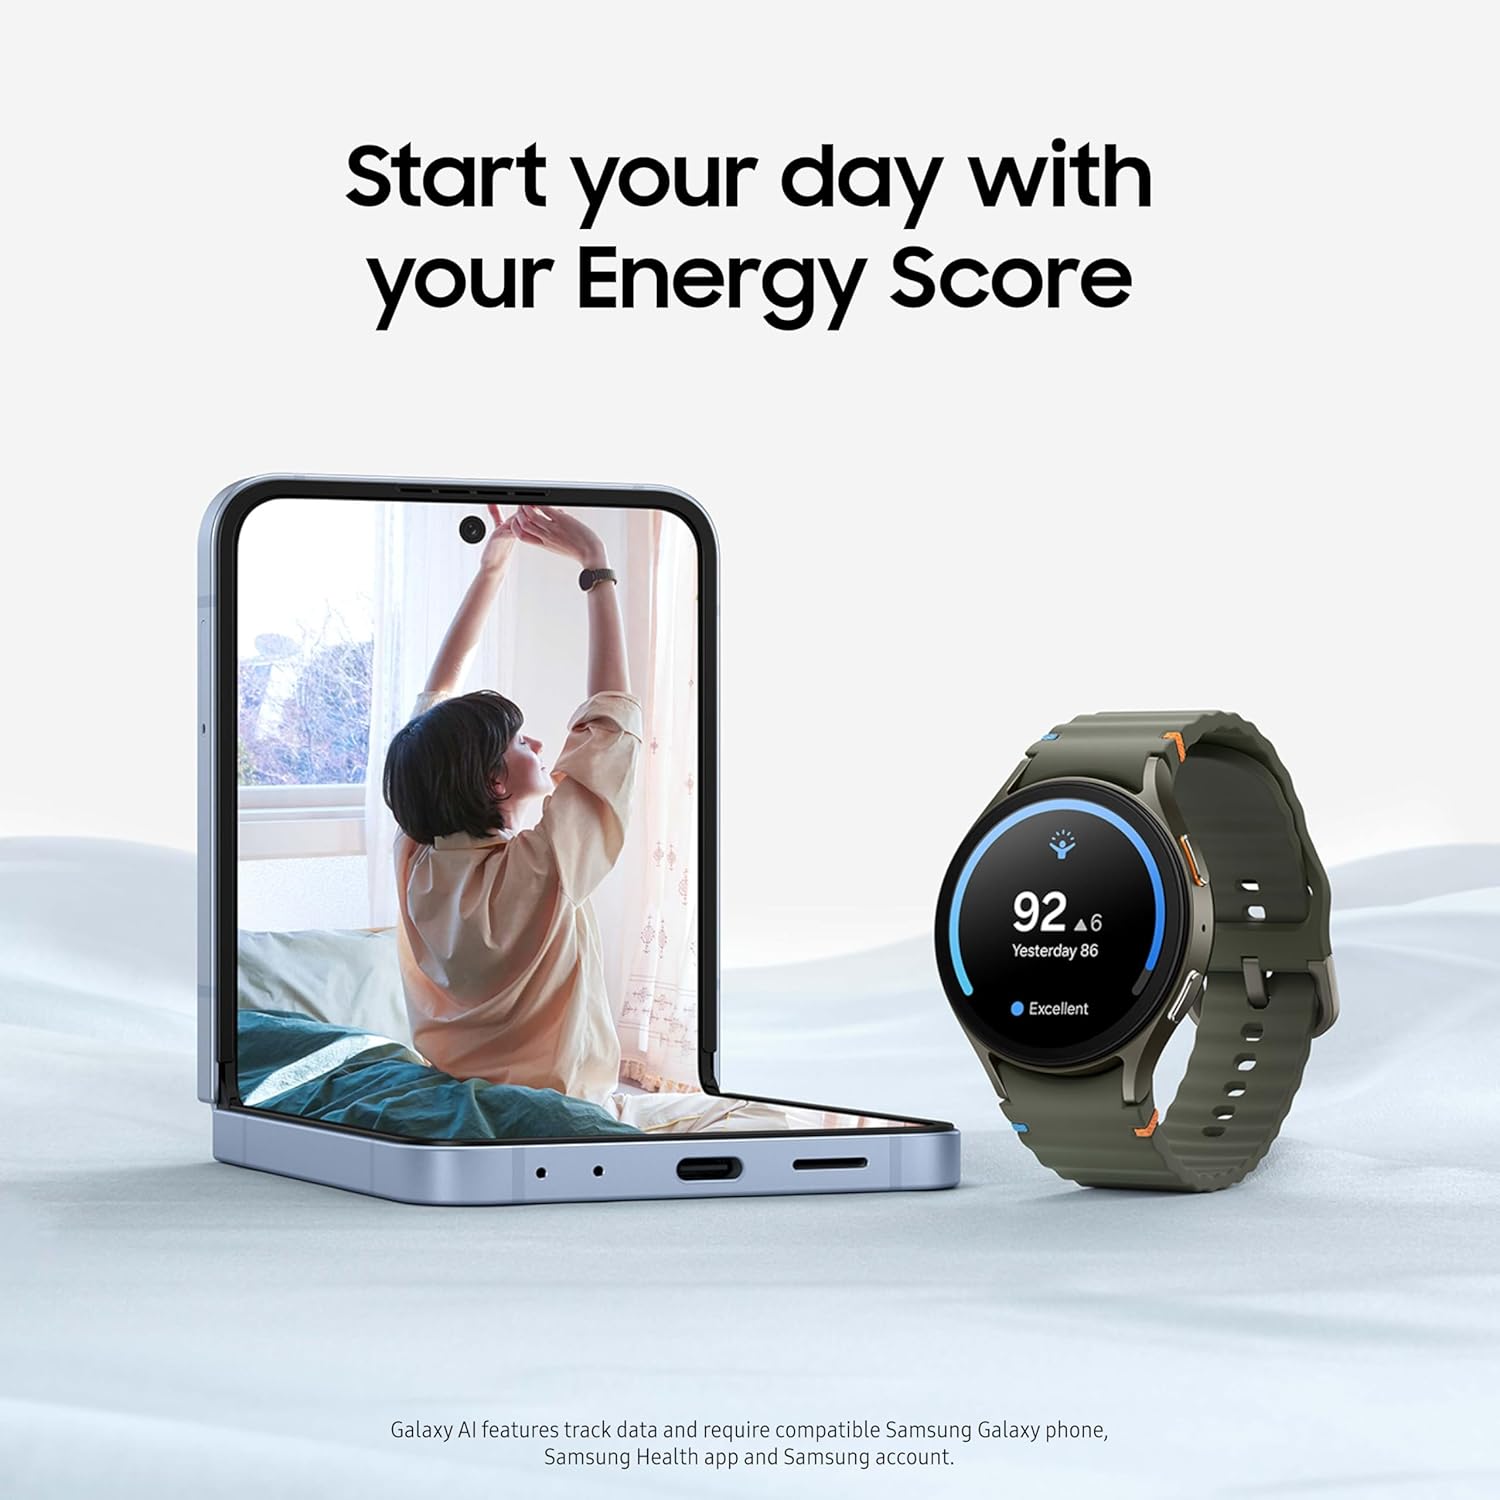 Start your day with
your Energy Score
92 ▲6
Yesterday 86
Excellent
Galaxy AI features track data and require compatible Samsung Galaxy phone,
Samsung Health app and Samsung account.